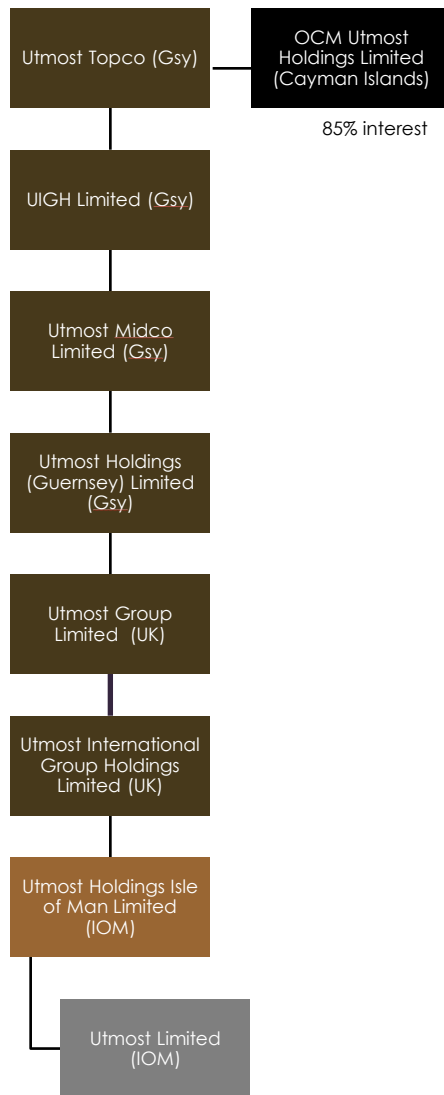 Utmost Topco (Gsy)
OCM Utmost
Holdings Limited
(Cayman Islands)
85% interest
UIGH Limited (Gsy)
Utmost Midco
Limited (Gsy)
Utmost Holdings
(Guernsey) Limited
(Gsy)
Utmost Group
Limited (UK)
Utmost International
Group Holdings
Limited (UK)
Utmost Holdings Isle
of Man Limited
(IOM)
Utmost Limited
(IOM)